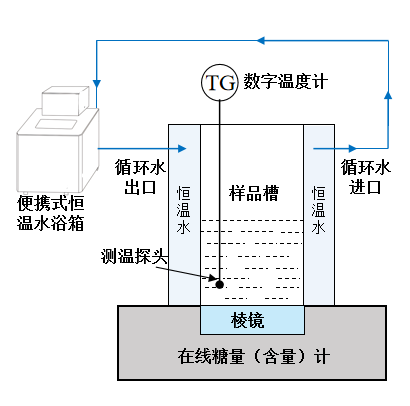 TG
数字温度计
循环水
出口
循环水
进口
便携式恒
温水浴箱
恒温水
样品槽
恒温水
测温探头
棱镜
在线糖量（含量）计